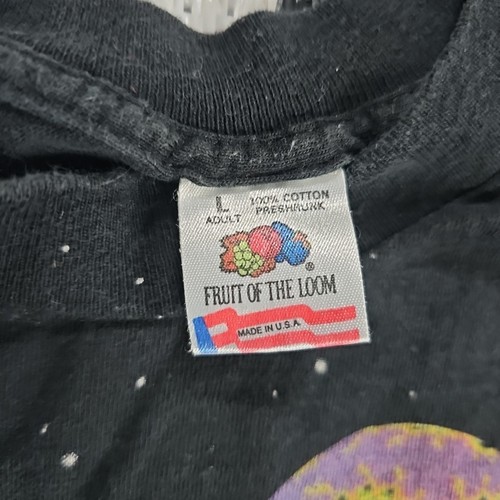 L 100% COTTON
ADULT PRESHRUNK
®
FRUIT OF THE LOOM
MADE IN U.S.A.